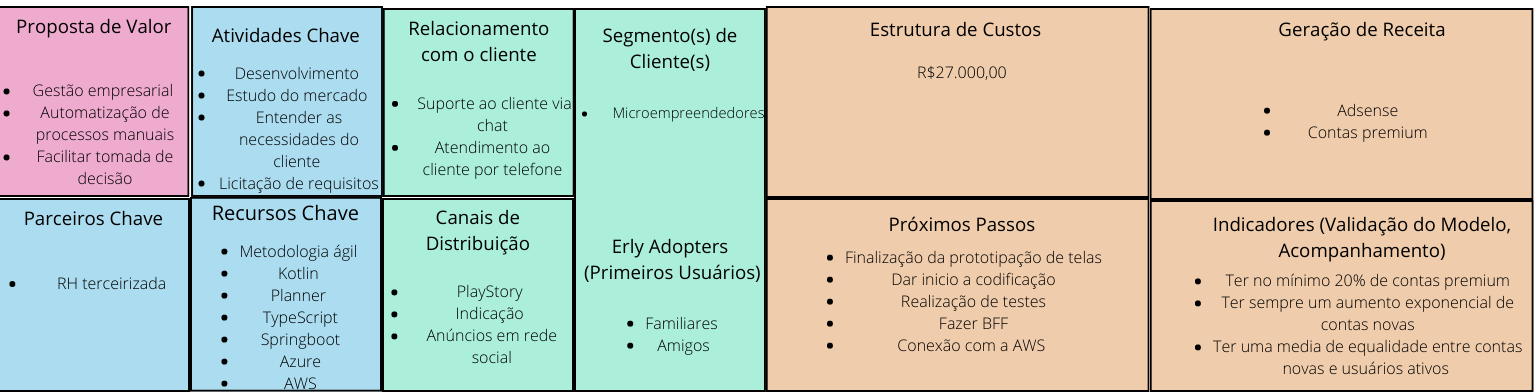 Proposta de Valor
Gestão empresarial
Automatização de
processos manuais
Facilitar tomada de
decisão
Atividades Chave
Desenvolvimento
Estudo do mercado
Entender as
necessidades do
cliente
Licitação de requisitos
Relacionamento
com o cliente
Suporte ao cliente via
chat
Atendimento ao
cliente por telefone
Segmento(s) de
Cliente(s)
Microempreendedores
Estrutura de Custos
R$27.000,00
Geração de Receita
Adsense
Contas premium
Parceiros Chave
RH terceirizada
Recursos Chave
Metodologia ágil
Kotlin
Planner
TypeScript
Springboot
Azure
AWS
Canais de
Distribuição
PlayStory
Indicação
Anúncios em rede
social
Erly Adopters
(Primeiros Usuários)
Familiares
Amigos
Próximos Passos
Finalização da prototipação de telas
Dar inicio a codificação
Realização de testes
Fazer BFF
Conexão com a AWS
Indicadores (Validação do Modelo,
Acompanhamento)
Ter no mínimo 20% de contas premium
Ter sempre um aumento exponencial de
contas novas
Ter uma media de equalidade entre contas
novas e usuários ativos